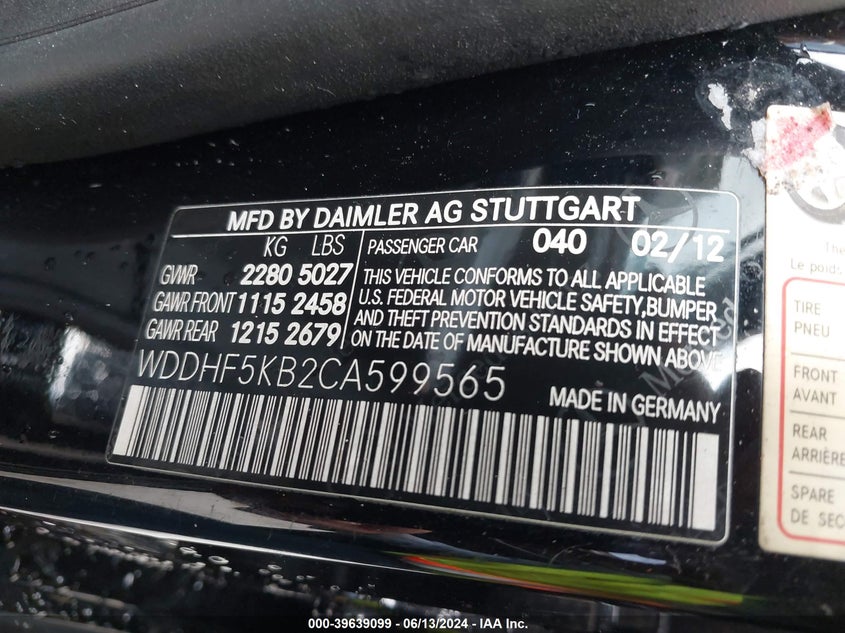 MFD BY DAIMLER AG STUTTGART
KG LBS
GVWR 2280 5027
GAWR FRONT 1115 2458
GAWR REAR 1215 2679
PASSENGER CAR 040 02/12
THIS VEHICLE CONFORMS TO ALL APPLICABLE
U.S. FEDERAL MOTOR VEHICLE SAFETY, BUMPER
AND THEFT PREVENTION STANDARDS IN EFFECT
ON THE DATE OF MANUFACTURE SHOWN ABOVE
WDDHF5KB2CA599565
MADE IN GERMANY
The
Le poids
TIRE
PNEU
FRONT
AVANT
REAR
ARRIÈRE
SPARE
DE SEC
000-39639099 - 06/13/2024 - IAA Inc.